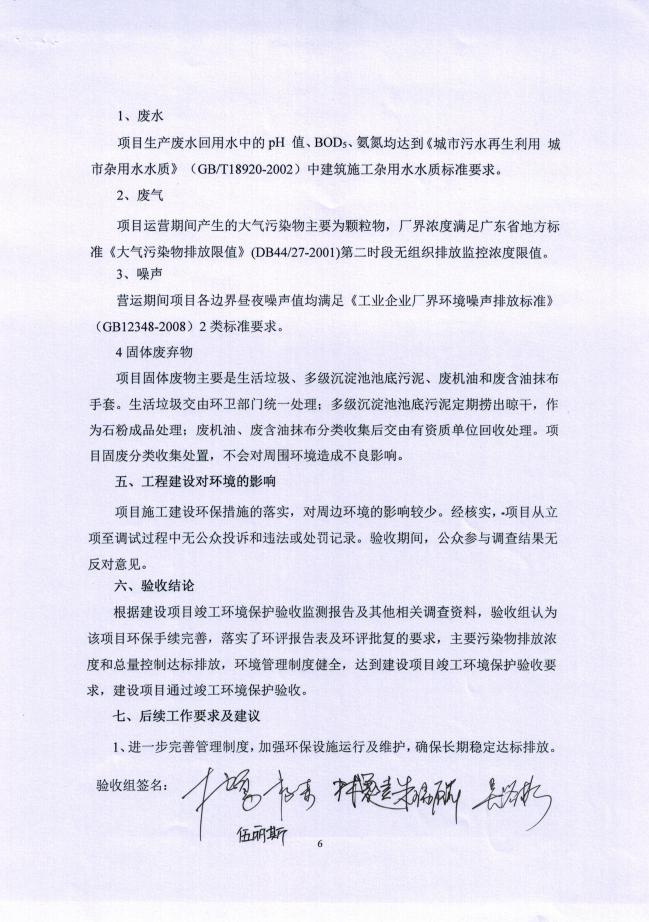 1、废水
项目生产废水回用水中的 pH 值、BOD₅、氨氮均达到《城市污水再生利用 城
市杂用水水质》（GB/T18920-2002）中建筑施工杂用水水质标准要求。
2、废气
项目运营期间产生的大气污染物主要为颗粒物，厂界浓度满足广东省地方标
准《大气污染物排放限值》(DB44/27-2001)第二时段无组织排放监控浓度限值。
3、噪声
营运期间项目各边界昼夜噪声值均满足《工业企业厂界环境噪声排放标准》
（GB12348-2008）2 类标准要求。
4 固体废弃物
项目固体废物主要是生活垃圾、多级沉淀池池底污泥、废机油和废含油抹布
手套。生活垃圾交由环卫部门统一处理；多级沉淀池池底污泥定期捞出晾干，作
为石粉成品处理；废机油、废含油抹布分类收集后交由有资质单位回收处理。项
目固废分类收集处置，不会对周围环境造成不良影响。
五、工程建设对环境的影响
项目施工建设环保措施的落实，对周边环境的影响较少。经核实，项目从立
项至调试过程中无公众投诉和违法或处罚记录。验收期间，公众参与调查结果无
反对意见。
六、验收结论
根据建设项目竣工环境保护验收监测报告及其他相关调查资料，验收组认为
该项目环保手续完善，落实了环评报告表及环评批复的要求，主要污染物排放浓
度和总量控制达标排放，环境管理制度健全，达到建设项目竣工环境保护验收要
求，建设项目通过竣工环境保护验收。
七、后续工作要求及建议
1、进一步完善管理制度，加强环保设施运行及维护，确保长期稳定达标排放。
验收组签名：
伍丽斯
6